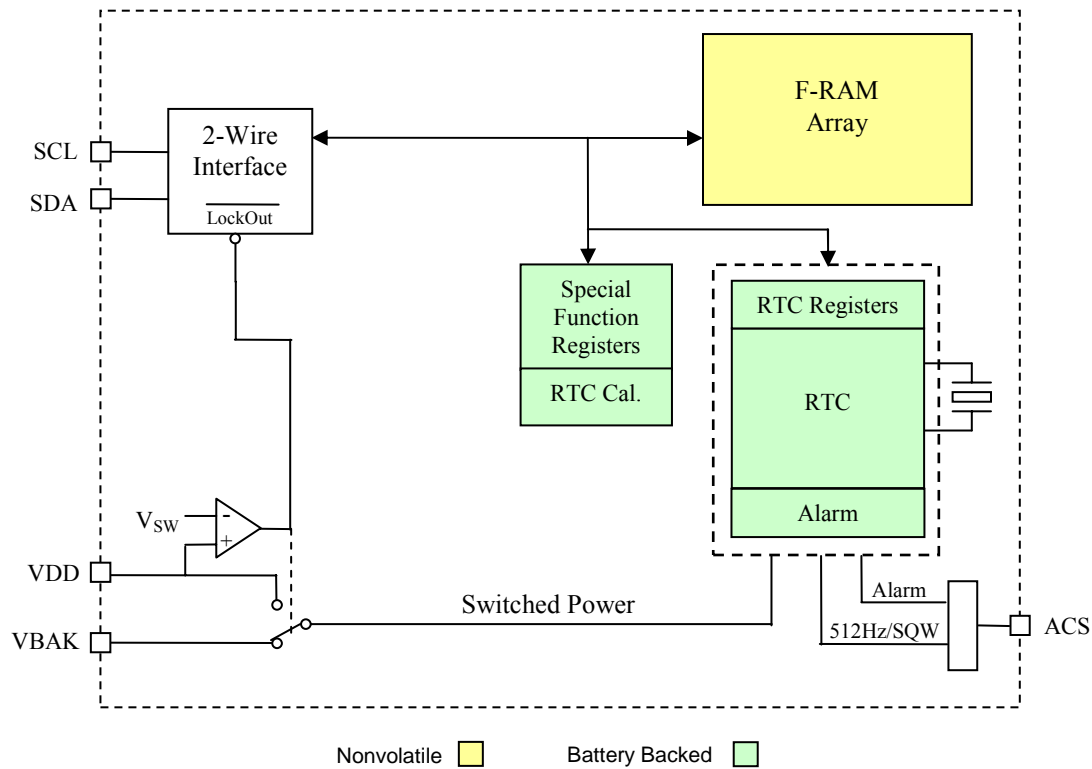 F-RAM
Array
2-Wire
Interface
LockOut
SCL
SDA
Special
Function
Registers
RTC Cal.
RTC Registers
RTC
Alarm
VSW
-
+
VDD
VBAK
Switched Power
Alarm
512Hz/SQW
ACS
Nonvolatile
Battery Backed